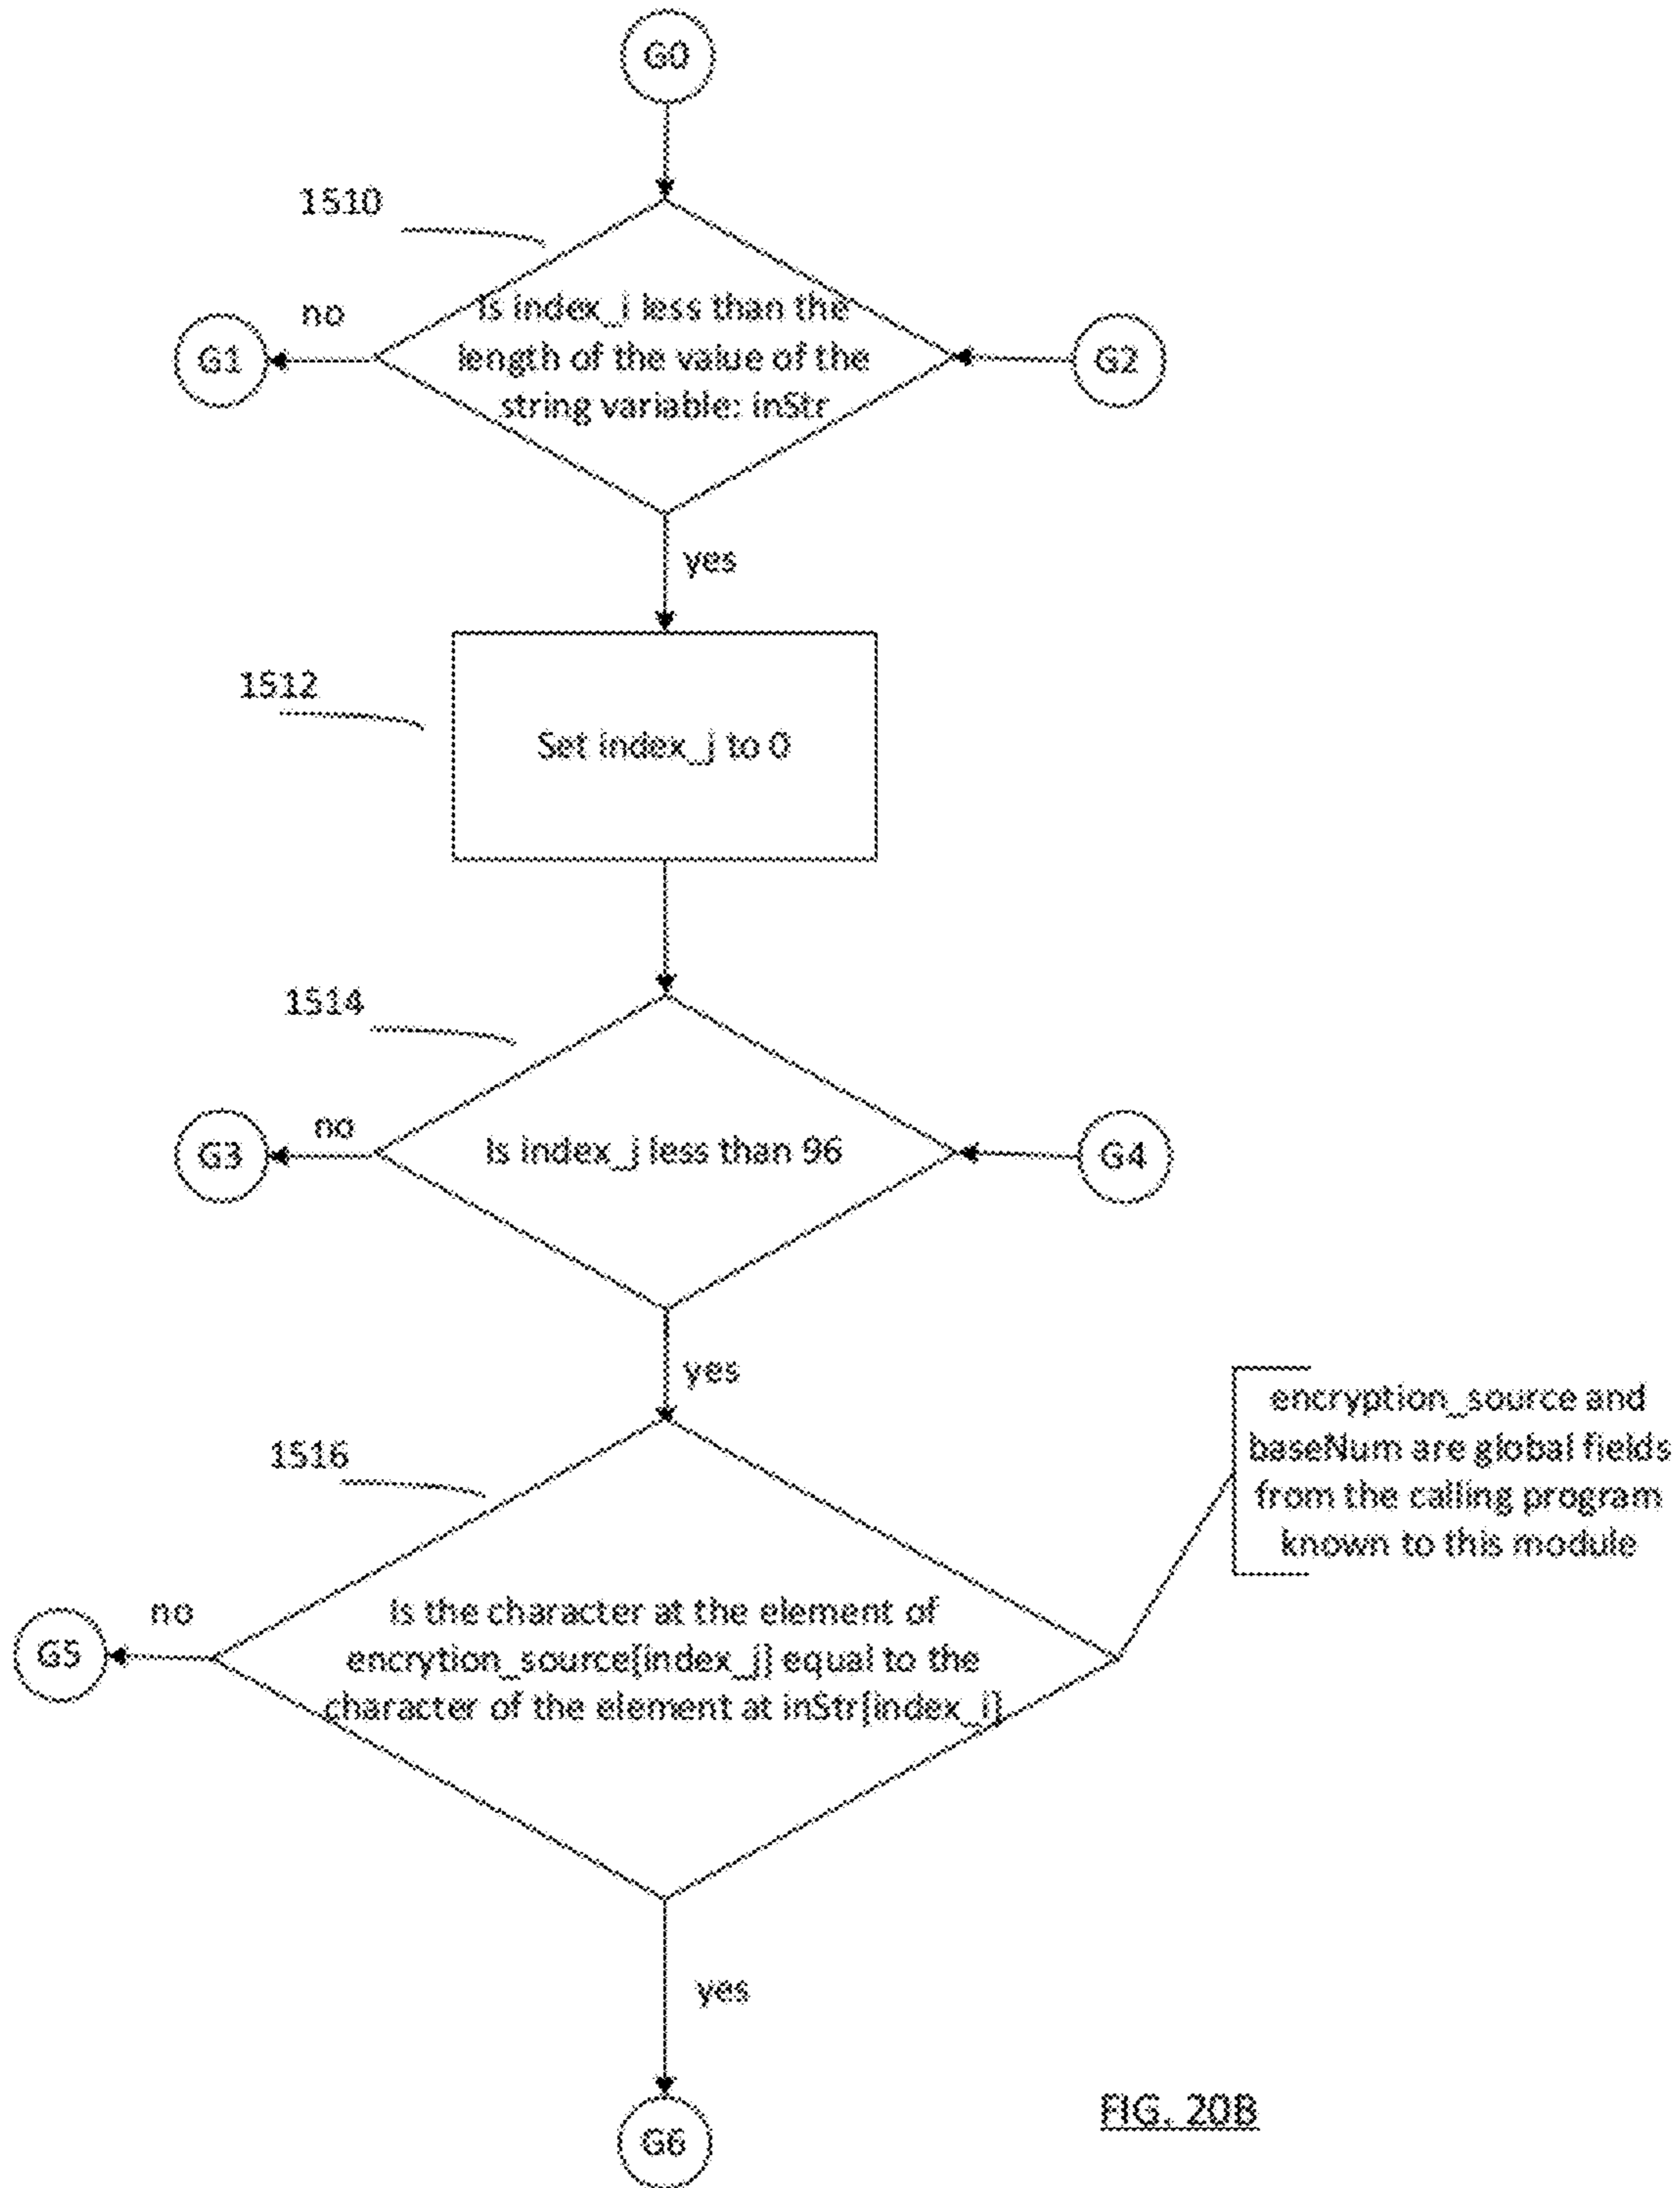 G0
1510
Is index_i less than the
length of the value of the
string variable: inStr
no
G1
G2
yes
1512
Set index_j to 0
1514
Is index_j less than 96
no
G3
G4
yes
1516
encryption_source and
baseNum are global fields
from the calling program
known to this module
Is the character at the element of
encrytion_source[index_j] equal to the
character of the element at inStr[index_i]
no
G5
yes
G6
FIG. 20B